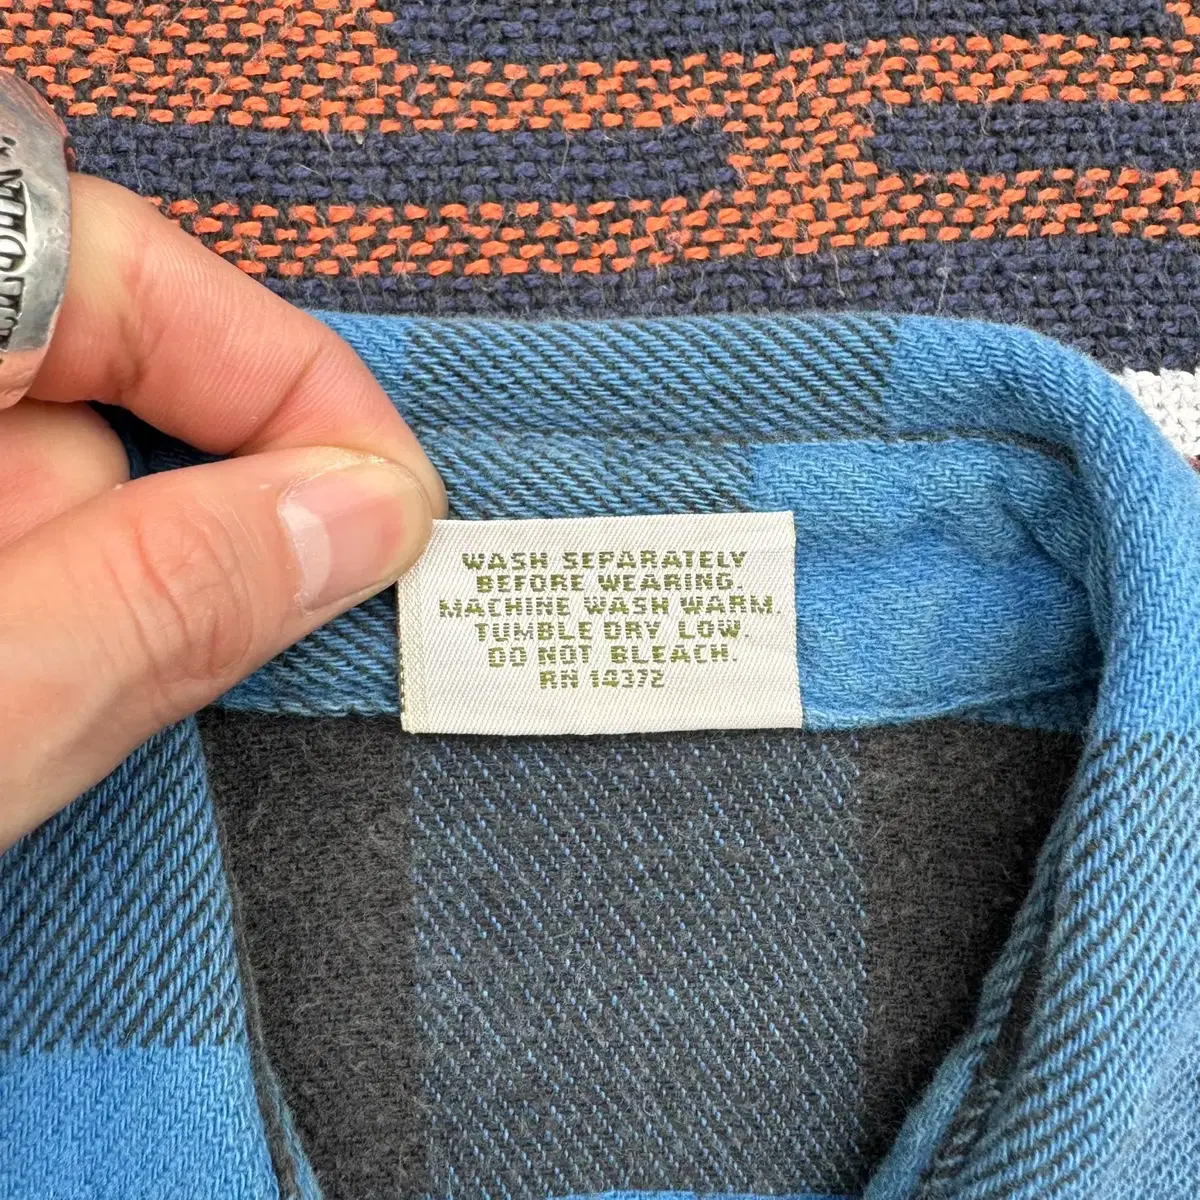 WASH SEPARATELY
BEFORE WEARING.
MACHINE WASH WARM.
TUMBLE DRY LOW.
DO NOT BLEACH.
RN 14372